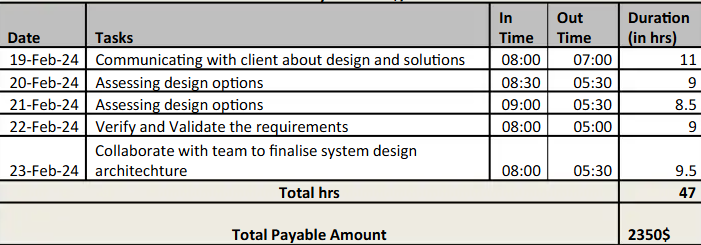 Date Tasks In Time Out Time Duration (in hrs)
19-Feb-24 Communicating with client about design and solutions 08:00 07:00 11
20-Feb-24 Assessing design options 08:30 05:30 9
21-Feb-24 Assessing design options 09:00 05:30 8.5
22-Feb-24 Verify and Validate the requirements 08:00 05:00 9
23-Feb-24 Collaborate with team to finalise system design architechture 08:00 05:30 9.5
Total hrs 47
Total Payable Amount 2350$